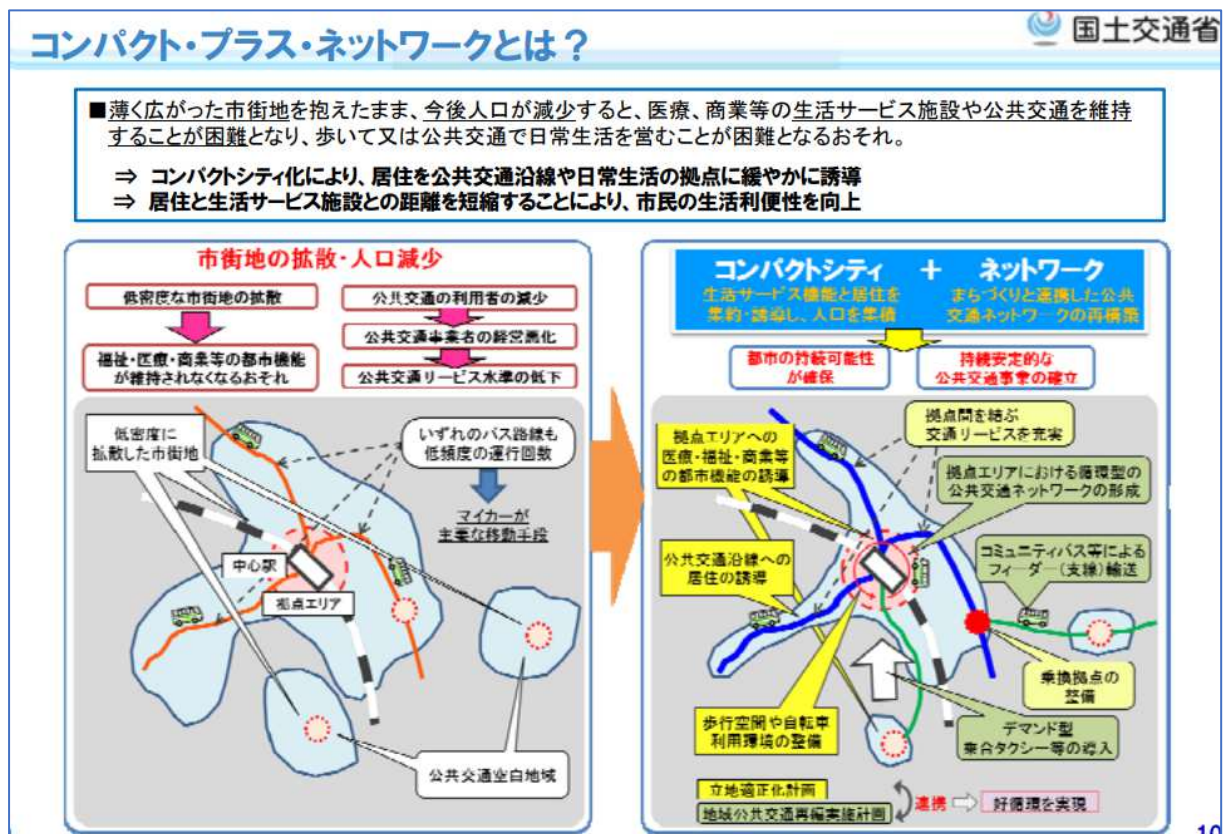 コンパクト・プラス・ネットワークとは？
国土交通省
■薄く広がった市街地を抱えたまま、今後人口が減少すると、医療、商業等の生活サービス施設や公共交通を維持
することが困難となり、歩いて又は公共交通で日常生活を営むことが困難となるおそれ。
⇒ コンパクトシティ化により、居住を公共交通沿線や日常生活の拠点に緩やかに誘導
⇒ 居住と生活サービス施設との距離を短縮することにより、市民の生活利便性を向上
市街地の拡散・人口減少
低密度な市街地の拡散
福祉・医療・商業等の都市機能
が維持されなくなるおそれ
公共交通の利用者の減少
公共交通事業者の経営悪化
公共交通サービス水準の低下
低密度に
拡散した市街地
いずれのバス路線も
低頻度の運行回数
マイカーが
主要な移動手段
中心駅
拠点エリア
公共交通空白地域
コンパクトシティ ＋ ネットワーク
生活サービス機能と居住を
集約・誘導し、人口を集積
まちづくりと連携した公共
交通ネットワークの再構築
都市の持続可能性
が確保
持続安定的な
公共交通事業の確立
拠点エリアへの
医療・福祉・商業等
の都市機能の誘導
拠点間を結ぶ
交通サービスを充実
拠点エリアにおける循環型の
公共交通ネットワークの形成
公共交通沿線への
居住の誘導
コミュニティバス等による
フィーダー(支線)輸送
乗換拠点の
整備
歩行空間や自転車
利用環境の整備
デマンド型
乗合タクシー等の導入
立地適正化計画
地域公共交通再編実施計画
連携
好循環を実現
10